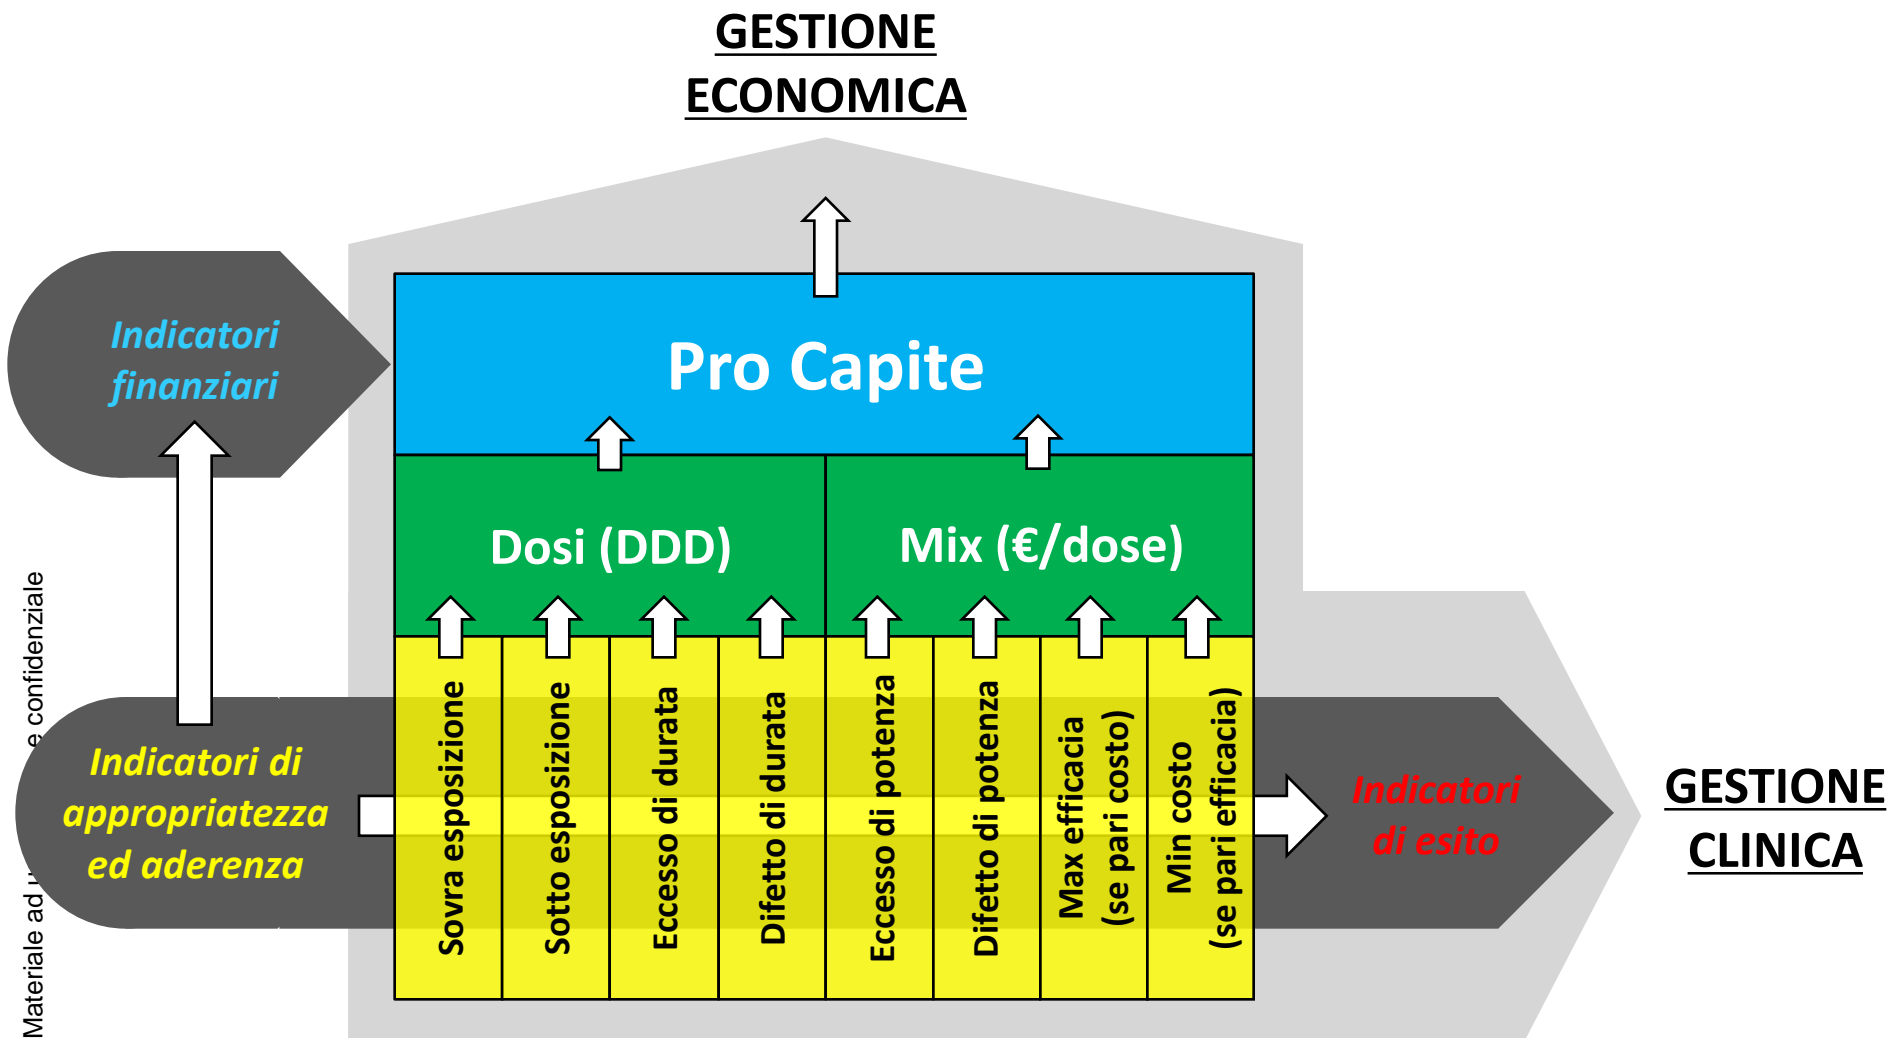 GESTIONE
ECONOMICA
Indicatori
finanziari
Pro Capite
Dosi (DDD)
Mix (€/dose)
Sovra esposizione
Sotto esposizione
Eccesso di durata
Difetto di durata
Eccesso di potenza
Difetto di potenza
Max efficacia
(se pari costo)
Min costo
(se pari efficacia)
Indicatori di
appropriatezza
ed aderenza
Indicatori
di esito
GESTIONE
CLINICA
Materiale ad e confidenziale